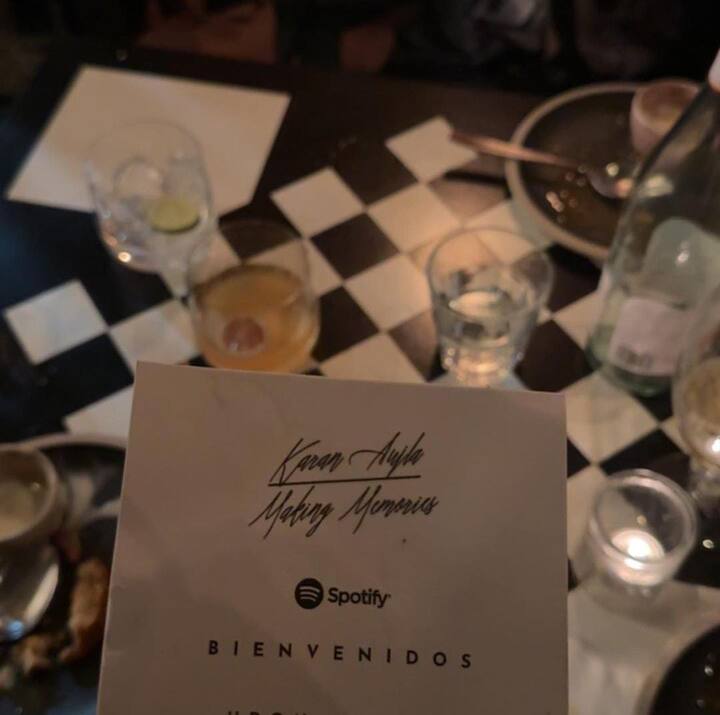 Karan Aujla
Making Memories
Spotify
BIENVENIDOS